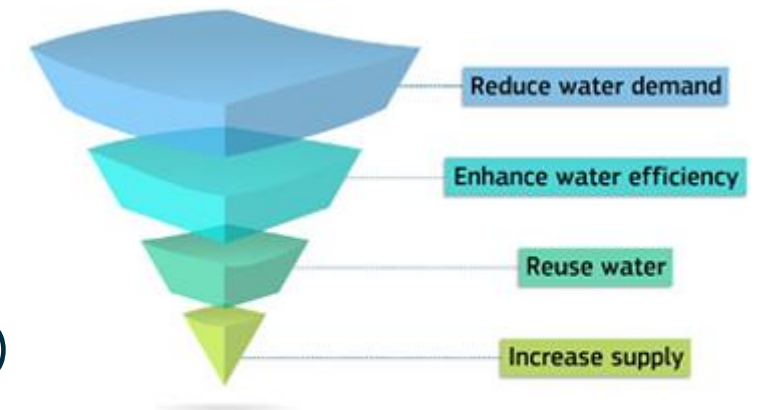 Reduce water demand
Enhance water efficiency
Reuse water
)
Increase supply